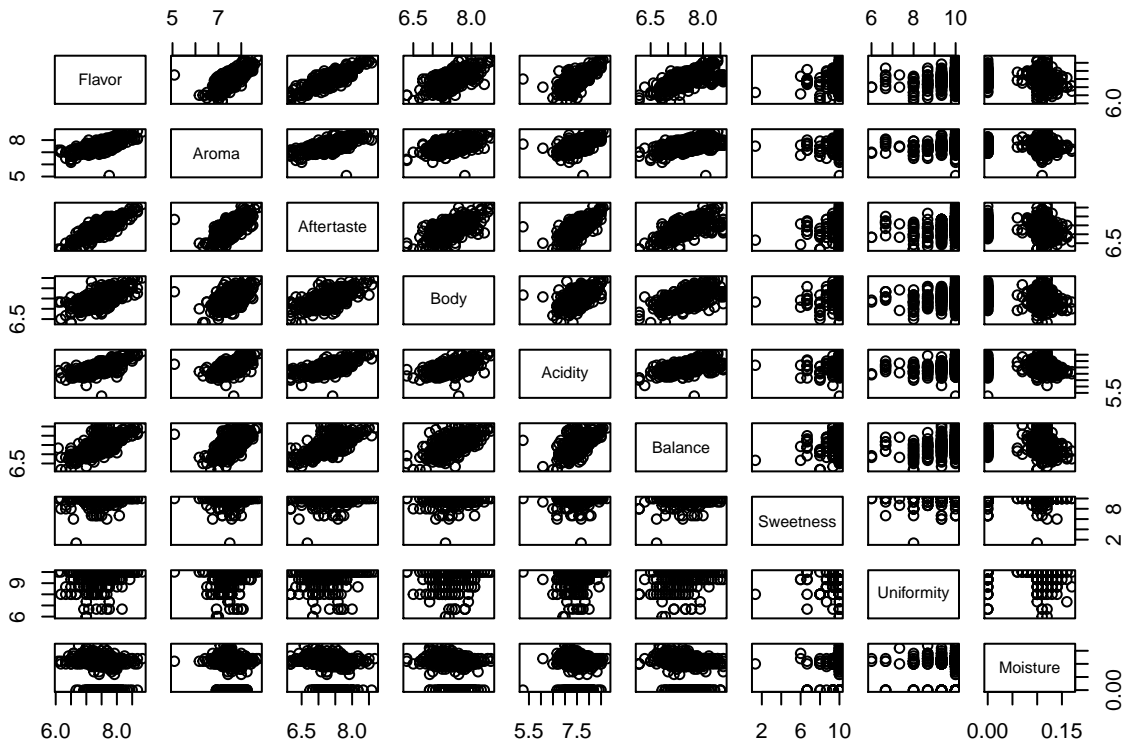 5 7 6.5 8.0 6.5 8.0 6 8 10
Flavor 6.0
5 8 Aroma
Aftertaste 6.5
6.5 Body
Acidity 5.5
6.5 Balance
Sweetness 2 8
6 9 Uniformity
Moisture 0.00
6.0 8.0 6.5 8.0 5.5 7.5 2 6 10 0.00 0.15